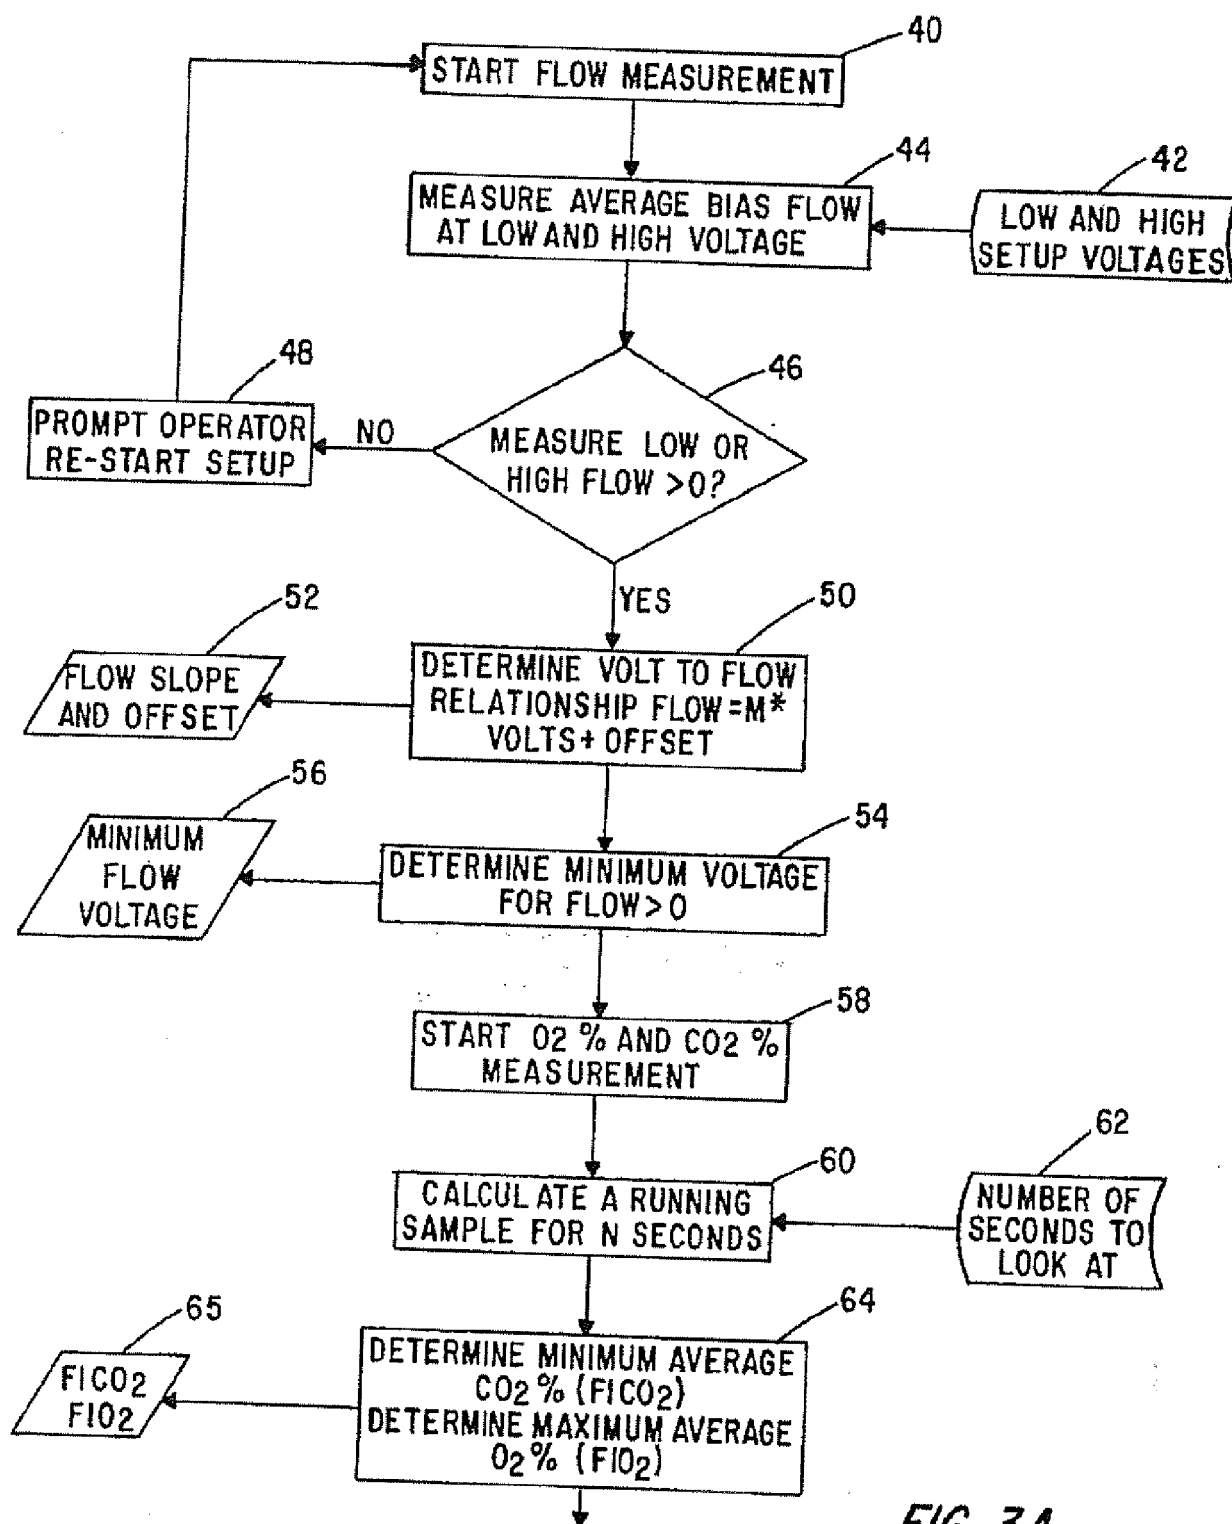 40
START FLOW MEASUREMENT
44
42
MEASURE AVERAGE BIAS FLOW
AT LOW AND HIGH VOLTAGE
LOW AND HIGH
SETUP VOLTAGES
48
46
PROMPT OPERATOR
RE-START SETUP
NO
MEASURE LOW OR
HIGH FLOW >0?
YES
52
50
FLOW SLOPE
AND OFFSET
DETERMINE VOLT TO FLOW
RELATIONSHIP FLOW=M*
VOLTS+ OFFSET
56
54
MINIMUM
FLOW
VOLTAGE
DETERMINE MINIMUM VOLTAGE
FOR FLOW>0
58
START O2 % AND CO2 %
MEASUREMENT
62
60
CALCULATE A RUNNING
SAMPLE FOR N SECONDS
NUMBER OF
SECONDS TO
LOOK AT
65
64
FICO2
FIO2
DETERMINE MINIMUM AVERAGE
CO2 % (FICO2)
DETERMINE MAXIMUM AVERAGE
O2 % (FIO2)
FIG. 3A